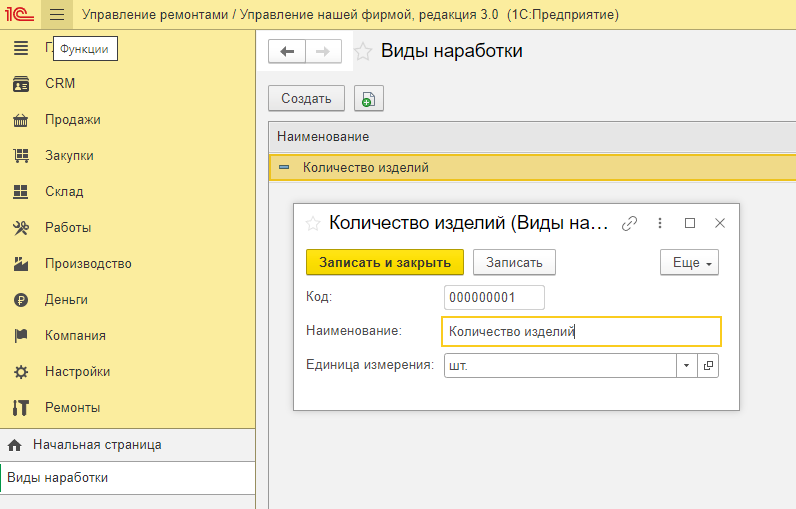 1С Управление ремонтами / Управление нашей фирмой, редакция 3.0 (1С:Предприятие)
Функции
CRM
Продажи
Закупки
Склад
Работы
Производство
Деньги
Компания
Настройки
Ремонты
Начальная страница
Виды наработки
Виды наработки
Создать
Наименование
Количество изделий
Количество изделий (Виды на...
Записать и закрыть Записать Еще
Код: 000000001
Наименование: Количество изделий
Единица измерения: шт.